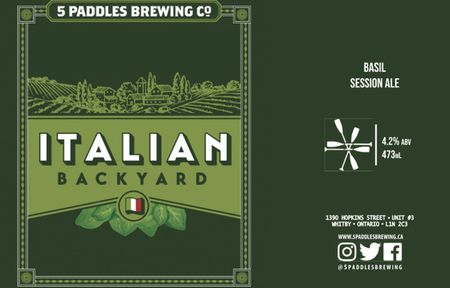 5 PADDLES BREWING CO
ITALIAN
BACKYARD
BASIL
SESSION ALE
4.2% ABV
473mL
1390 HOPKINS STREET • UNIT #3
WHITBY • ONTARIO • L1N 2C3
WWW.5PADDLESBREWING.CA
@5PADDLESBREWING